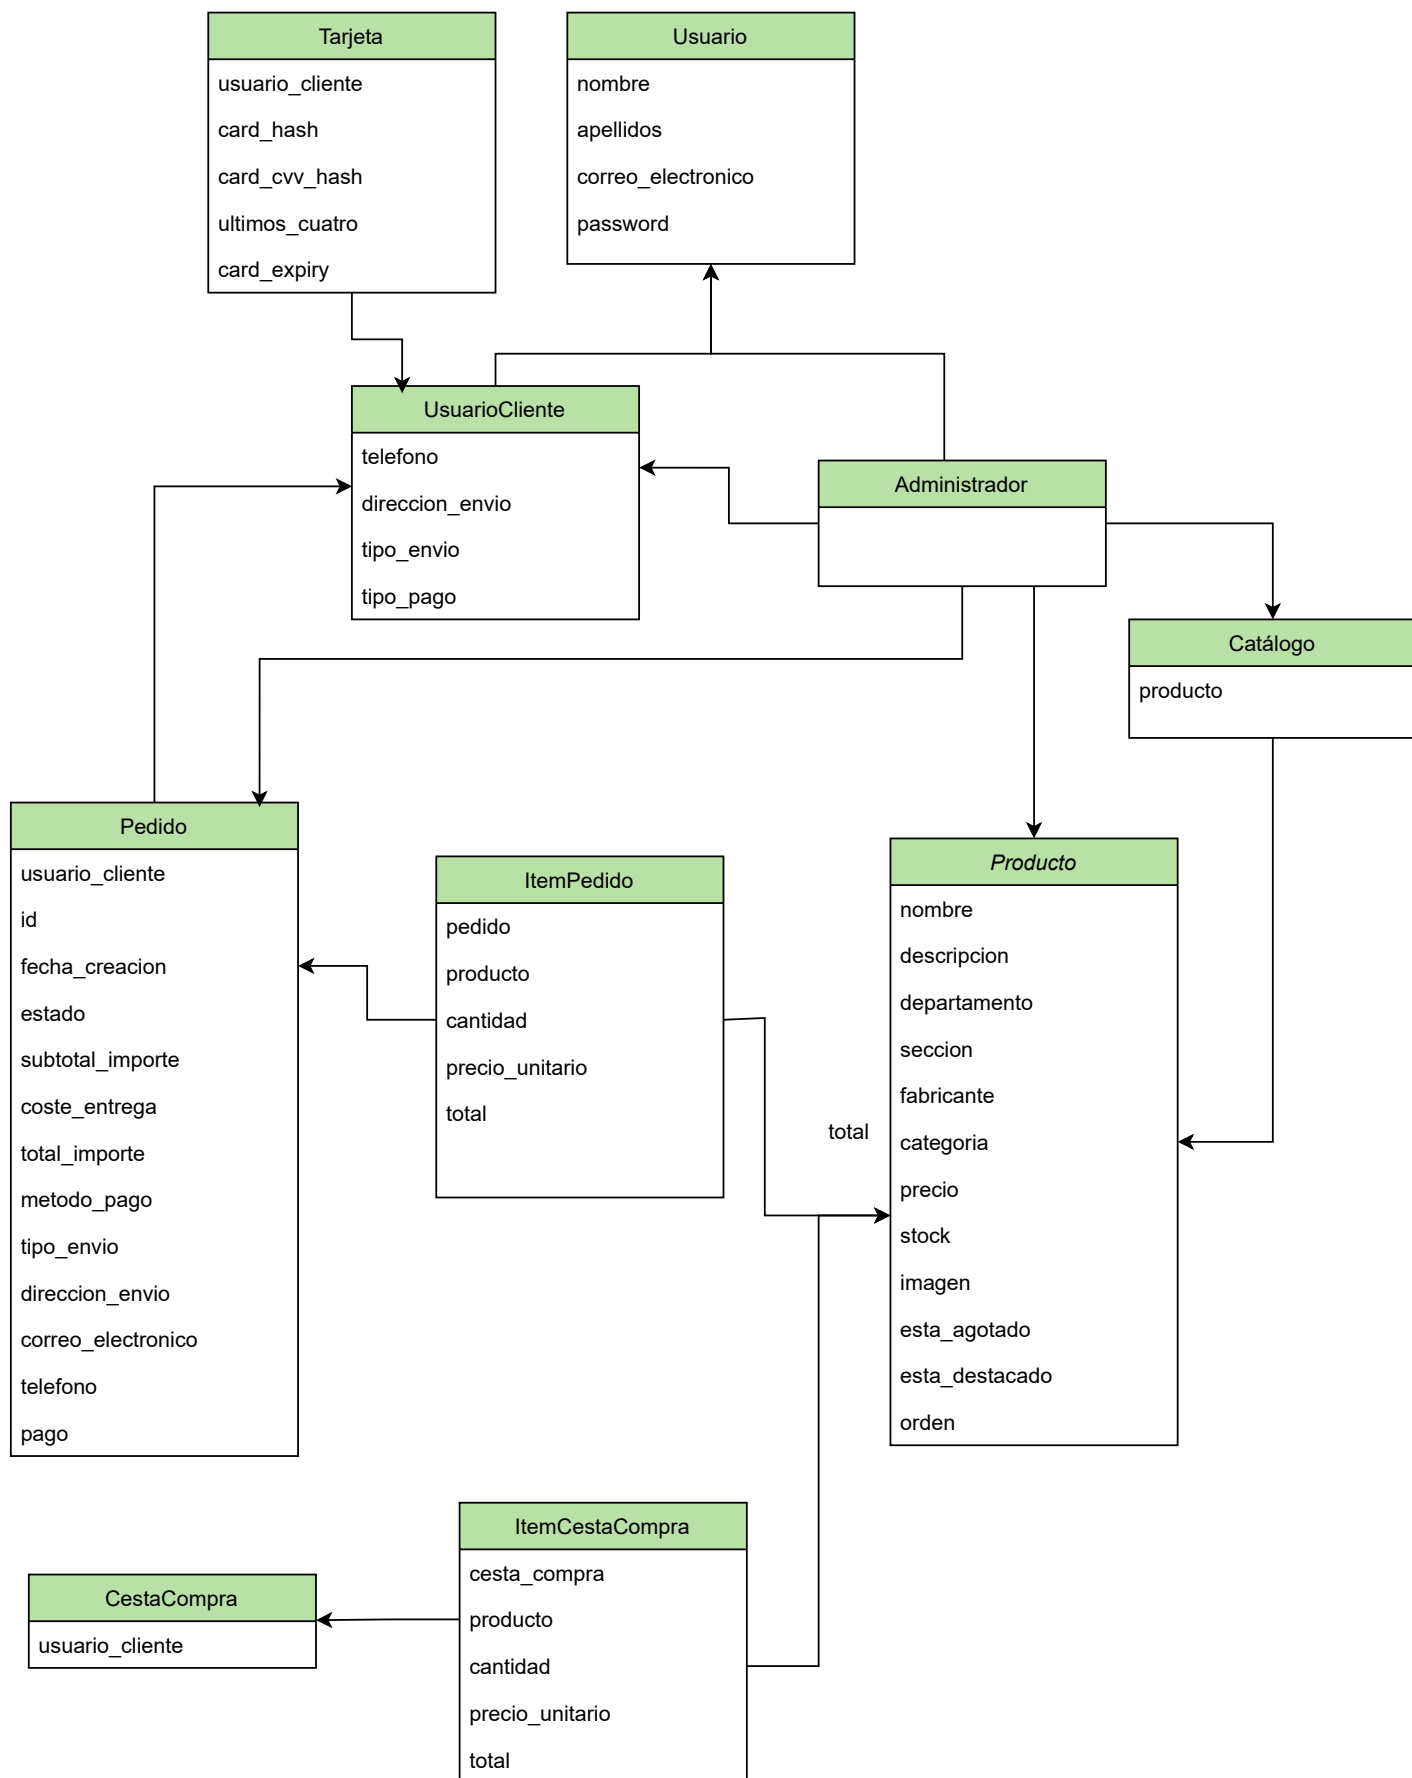 Tarjeta
usuario_cliente
card_hash
card_cvv_hash
ultimos_cuatro
card_expiry
Usuario
nombre
apellidos
correo_electronico
password
UsuarioCliente
telefono
direccion_envio
tipo_envio
tipo_pago
Administrador
Catálogo
producto
Pedido
usuario_cliente
id
fecha_creacion
estado
subtotal_importe
coste_entrega
total_importe
metodo_pago
tipo_envio
direccion_envio
correo_electronico
telefono
pago
ItemPedido
pedido
producto
cantidad
precio_unitario
total
total
Producto
nombre
descripcion
departamento
seccion
fabricante
categoria
precio
stock
imagen
esta_agotado
esta_destacado
orden
CestaCompra
usuario_cliente
ItemCestaCompra
cesta_compra
producto
cantidad
precio_unitario
total